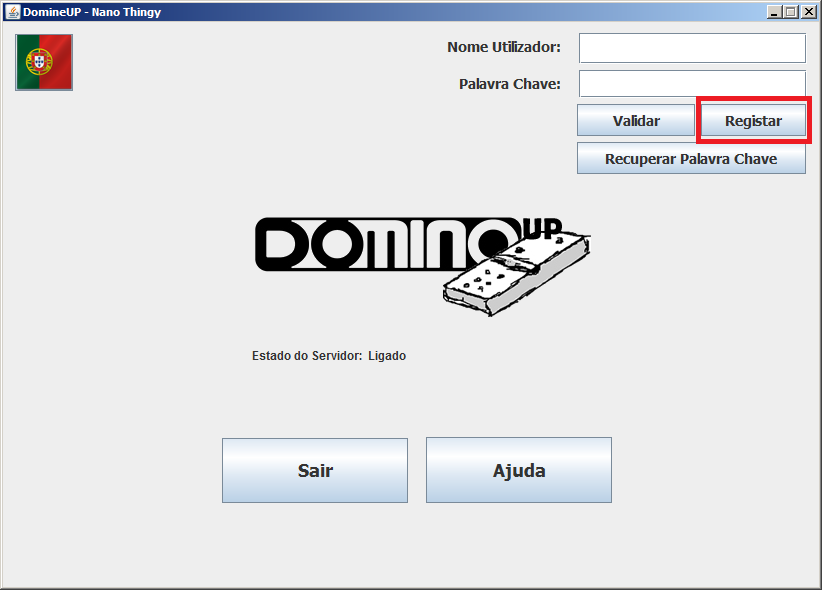 DomineUP - Nano Thingy
Nome Utilizador:
Palavra Chave:
Validar
Registar
Recuperar Palavra Chave
DOMINO UP
Estado do Servidor: Ligado
Sair
Ajuda